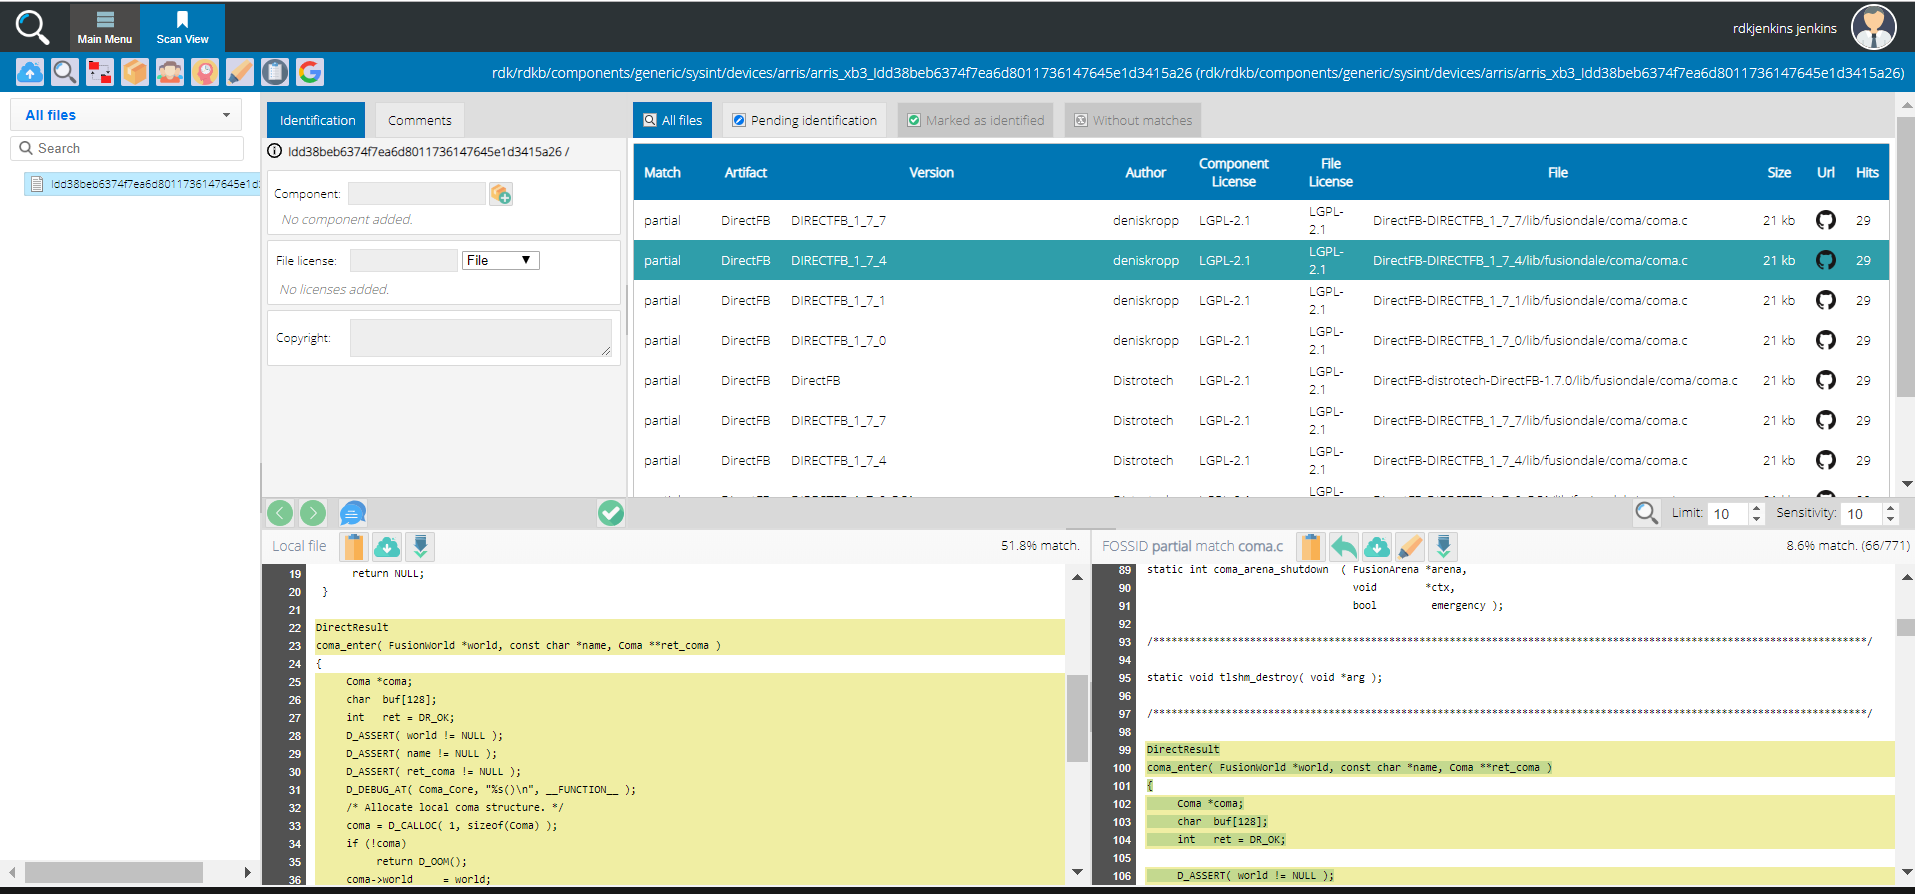 Main Menu
Scan View
rdkjenkins jenkins
rdk/rdkb/components/generic/sysint/devices/arris/arris_xb3_ldd38beb6374f7ea6d8011736147645e1d3415a26 (rdk/rdkb/components/generic/sysint/devices/arris/arris_xb3_ldd38beb6374f7ea6d8011736147645e1d3415a26)
All files
Search
ldd38beb6374f7ea6d8011736147645e1d
Identification
Comments
ldd38beb6374f7ea6d8011736147645e1d3415a26 /
Component:
No component added.
File license:
File
No licenses added.
Copyright:
All files
Pending identification
Marked as identified
Without matches
Match Artifact Version Author Component License File License File Size Url Hits
partial DirectFB DIRECTFB_1_7_7 deniskropp LGPL-2.1 LGPL-2.1 DirectFB-DIRECTFB_1_7_7/lib/fusiondale/coma/coma.c 21 kb 29
partial DirectFB DIRECTFB_1_7_4 deniskropp LGPL-2.1 LGPL-2.1 DirectFB-DIRECTFB_1_7_4/lib/fusiondale/coma/coma.c 21 kb 29
partial DirectFB DIRECTFB_1_7_1 deniskropp LGPL-2.1 LGPL-2.1 DirectFB-DIRECTFB_1_7_1/lib/fusiondale/coma/coma.c 21 kb 29
partial DirectFB DIRECTFB_1_7_0 deniskropp LGPL-2.1 LGPL-2.1 DirectFB-DIRECTFB_1_7_0/lib/fusiondale/coma/coma.c 21 kb 29
partial DirectFB DirectFB Distrotech LGPL-2.1 LGPL-2.1 DirectFB-distrotech-DirectFB-1.7.0/lib/fusiondale/coma/coma.c 21 kb 29
partial DirectFB DIRECTFB_1_7_7 Distrotech LGPL-2.1 LGPL-2.1 DirectFB-DIRECTFB_1_7_7/lib/fusiondale/coma/coma.c 21 kb 29
partial DirectFB DIRECTFB_1_7_4 Distrotech LGPL-2.1 LGPL-2.1 DirectFB-DIRECTFB_1_7_4/lib/fusiondale/coma/coma.c 21 kb 29
LGPL-
Limit: 10 Sensitivity: 10
Local file
51.8% match.
19 return NULL;
20 }
21
22 DirectResult
23 coma_enter( FusionWorld *world, const char *name, Coma **ret_coma )
24 {
25 Coma *coma;
26 char buf[128];
27 int ret = DR_OK;
28 D_ASSERT( world != NULL );
29 D_ASSERT( name != NULL );
30 D_ASSERT( ret_coma != NULL );
31 D_DEBUG_AT( Coma_Core, "%s()\n", __FUNCTION__ );
32 /* Allocate local coma structure. */
33 coma = D_CALLOC( 1, sizeof(Coma) );
34 if (!coma)
35 return D_OOM();
36 coma->world = world;
FOSSID partial match coma.c
8.6% match. (66/771)
89 static int coma_arena_shutdown ( FusionArena *arena,
90 void *ctx,
91 bool emergency );
92
93
94
95 static void tlshm_destroy( void *arg );
96
97
98
99 DirectResult
100 coma_enter( FusionWorld *world, const char *name, Coma **ret_coma )
101 {
102 Coma *coma;
103 char buf[128];
104 int ret = DR_OK;
105
106 D_ASSERT( world != NULL );